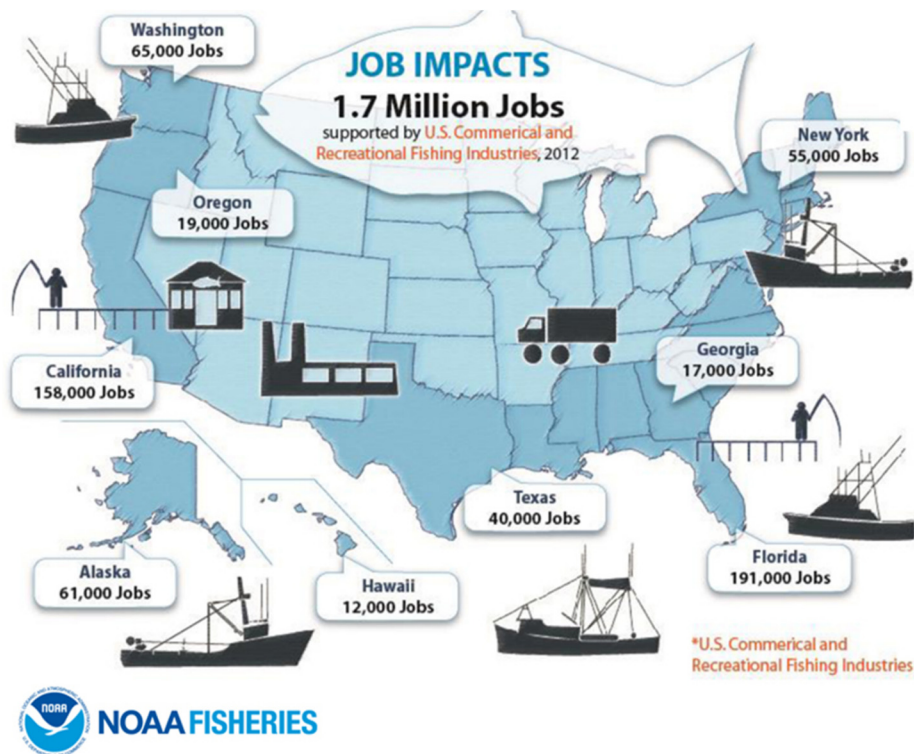 Washington
65,000 Jobs
JOB IMPACTS
1.7 Million Jobs
supported by U.S. Commerical and
Recreational Fishing Industries, 2012
New York
55,000 Jobs
Oregon
19,000 Jobs
California
158,000 Jobs
Georgia
17,000 Jobs
Texas
40,000 Jobs
Alaska
61,000 Jobs
Hawaii
12,000 Jobs
Florida
191,000 Jobs
*U.S. Commerical and
Recreational Fishing Industries
NOAA
NOAA FISHERIES